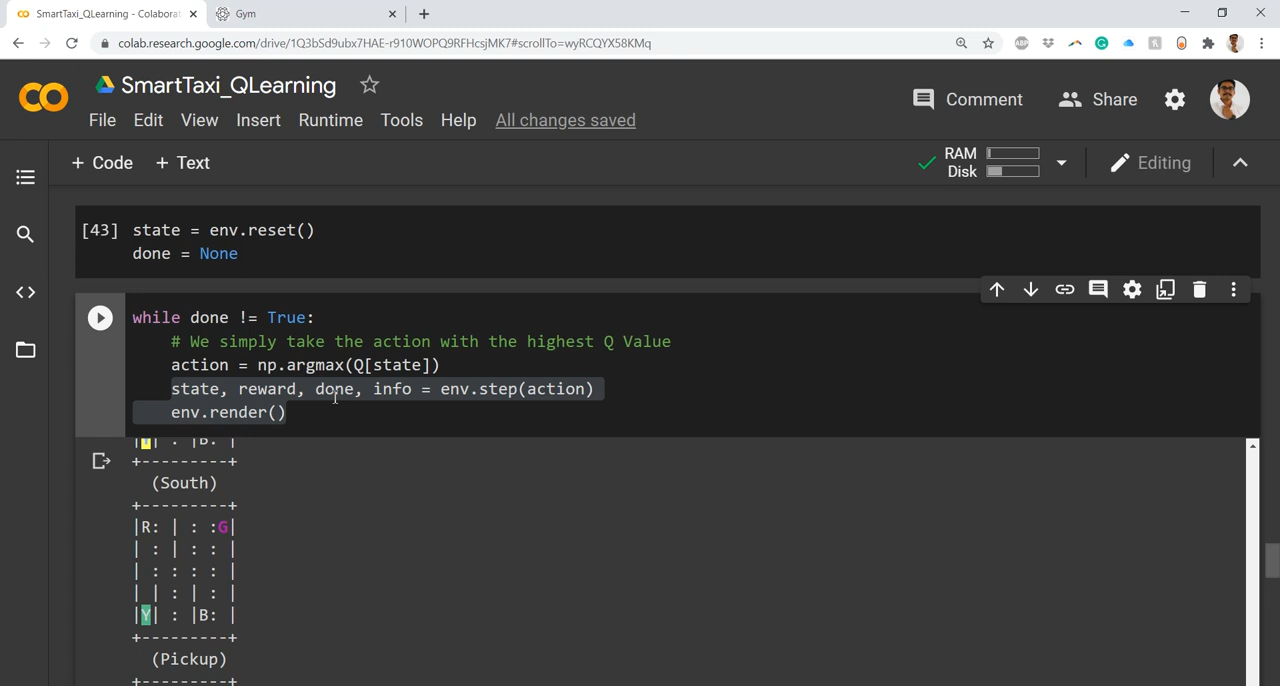 SmartTaxi_QLearning - Colaborat
Gym
colab.research.google.com/drive/1Q3bSd9ubx7HAE-r910WOPQ9RFHcsjMK7#scrollTo=wyRCQYX58KMq
SmartTaxi_QLearning
Comment Share
File Edit View Insert Runtime Tools Help All changes saved
+ Code + Text
RAM
Disk
Editing
[43] state = env.reset()
done = None
while done != True:
# We simply take the action with the highest Q Value
action = np.argmax(Q[state])
state, reward, done, info = env.step(action)
env.render()
+---------+
(South)
+---------+
|R: | : :G|
| : | : : |
| : : : : |
| | : | : |
|Y| : |B: |
+---------+
(Pickup)
+---------+